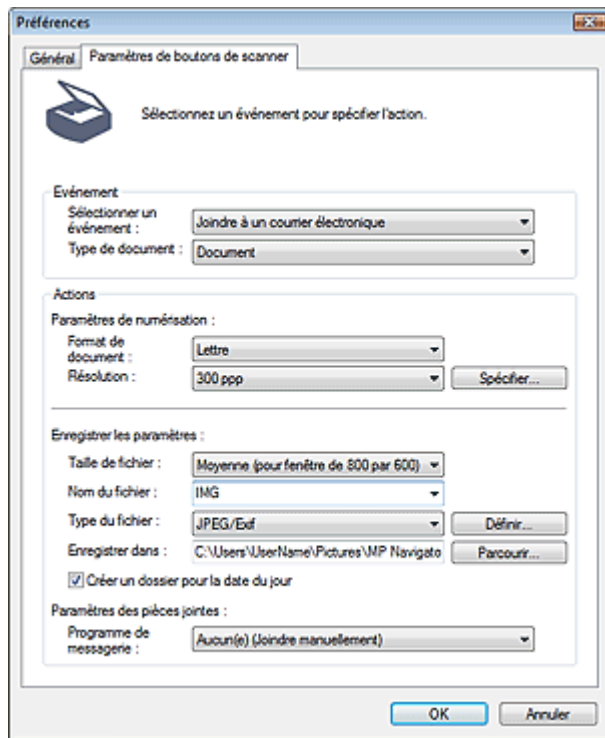 Préférences
Général
Paramètres de boutons de scanner
Sélectionnez un événement pour spécifier l'action.
Evénement
Sélectionner un
événement :
Joindre à un courrier électronique
Type de document :
Document
Actions
Paramètres de numérisation :
Format de
document :
Lettre
Résolution :
300 ppp
Spécifier...
Enregistrer les paramètres :
Taille de fichier :
Moyenne (pour fenêtre de 800 par 600)
Nom du fichier :
IMG
Type du fichier :
JPEG/Exif
Définir...
Enregistrer dans :
C:\Users\UserName\Pictures\MP Navigato
Parcourir...
Créer un dossier pour la date du jour
Paramètres des pièces jointes :
Programme de
messagerie :
Aucun(e) (Joindre manuellement)
OK
Annuler